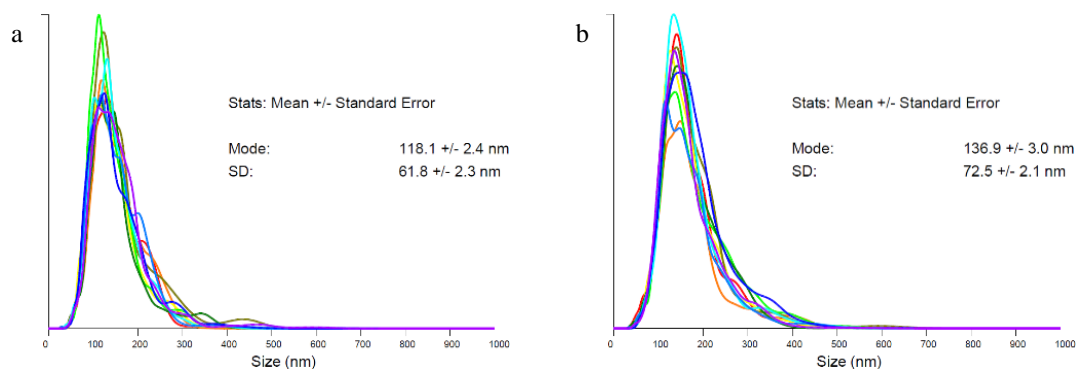 a
Stats: Mean +/- Standard Error
Mode: 118.1 +/- 2.4 nm
SD: 61.8 +/- 2.3 nm
0 100 200 300 400 500 600 700 800 900 1000
Size (nm)
b
Stats: Mean +/- Standard Error
Mode: 136.9 +/- 3.0 nm
SD: 72.5 +/- 2.1 nm
0 100 200 300 400 500 600 700 800 900 1000
Size (nm)